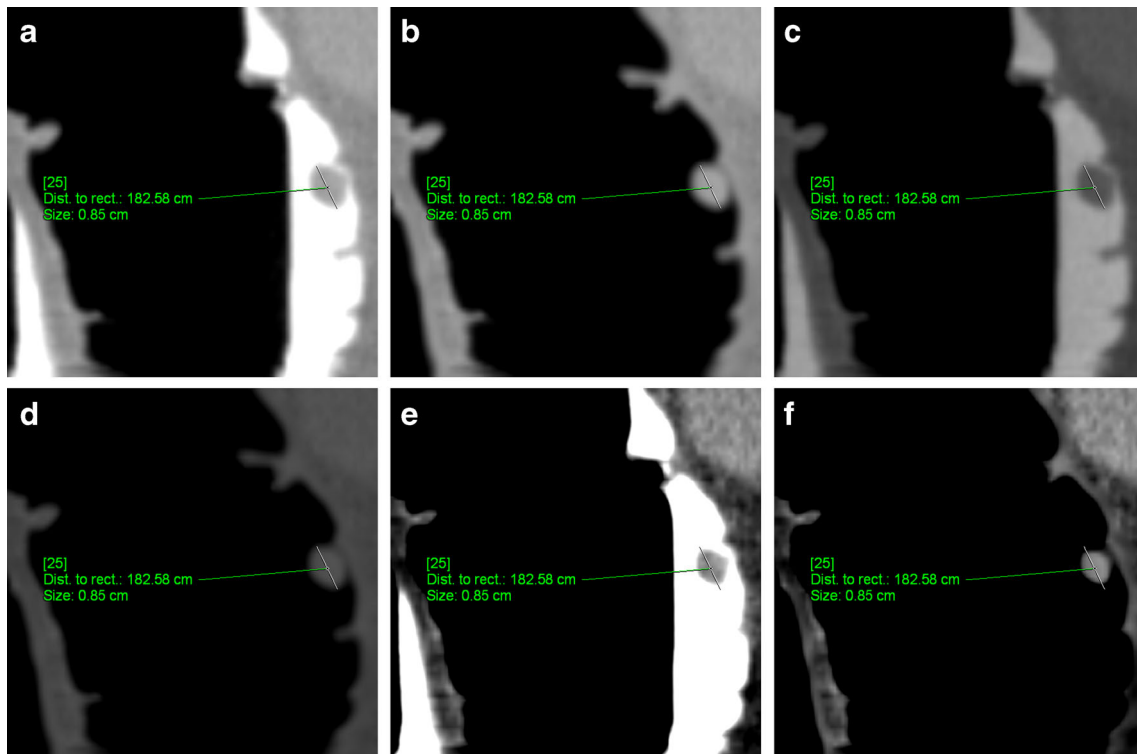 a
[25]
Dist. to rect.: 182.58 cm
Size: 0.85 cm
b
[25]
Dist. to rect.: 182.58 cm
Size: 0.85 cm
c
[25]
Dist. to rect.: 182.58 cm
Size: 0.85 cm
d
[25]
Dist. to rect.: 182.58 cm
Size: 0.85 cm
e
[25]
Dist. to rect.: 182.58 cm
Size: 0.85 cm
f
[25]
Dist. to rect.: 182.58 cm
Size: 0.85 cm